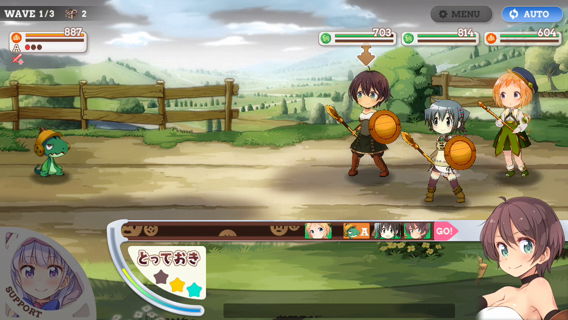 WAVE 1/3 2
MENU
AUTO
887
A
703
814
604
A
GO!
とっておき
SUPPORT